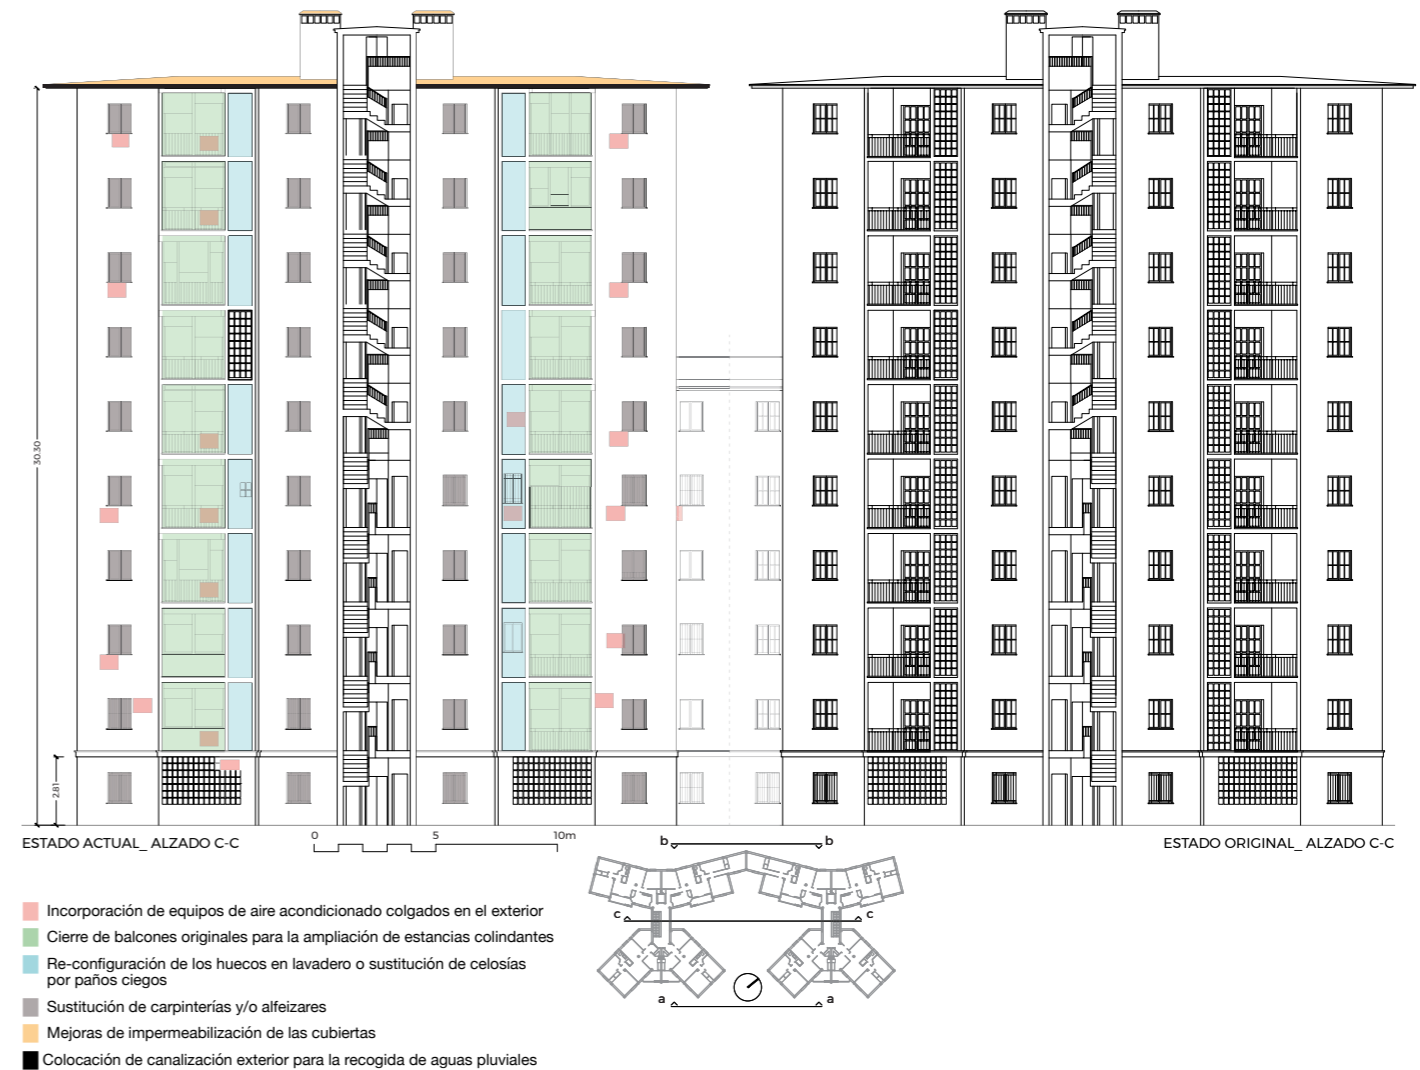 30.30
2.81
ESTADO ACTUAL_ ALZADO C-C
0 5 10m
ESTADO ORIGINAL_ ALZADO C-C
b b
c c
a a
Incorporación de equipos de aire acondicionado colgados en el exterior
Cierre de balcones originales para la ampliación de estancias colindantes
Re-configuración de los huecos en lavadero o sustitución de celosías
por paños ciegos
Sustitución de carpinterías y/o alfeizares
Mejoras de impermeabilización de las cubiertas
Colocación de canalización exterior para la recogida de aguas pluviales